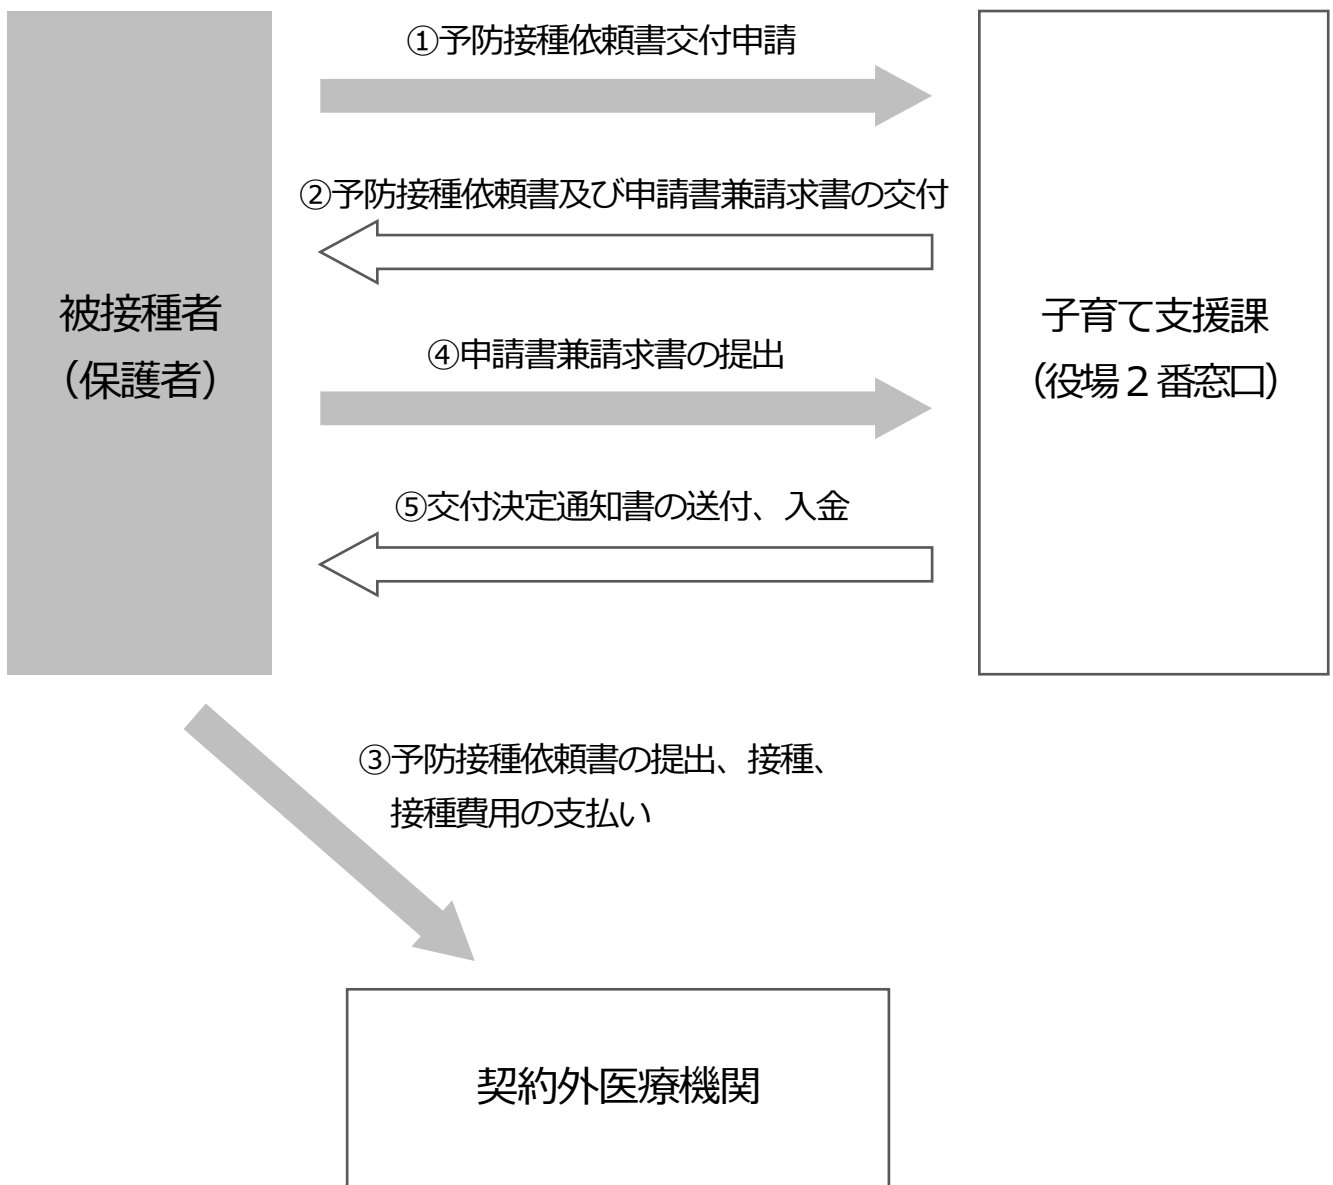 ①予防接種依頼書交付申請
②予防接種依頼書及び申請書兼請求書の交付
被接種者
（保護者）
子育て支援課
（役場２番窓口）
④申請書兼請求書の提出
⑤交付決定通知書の送付、入金
③予防接種依頼書の提出、接種、
接種費用の支払い
契約外医療機関